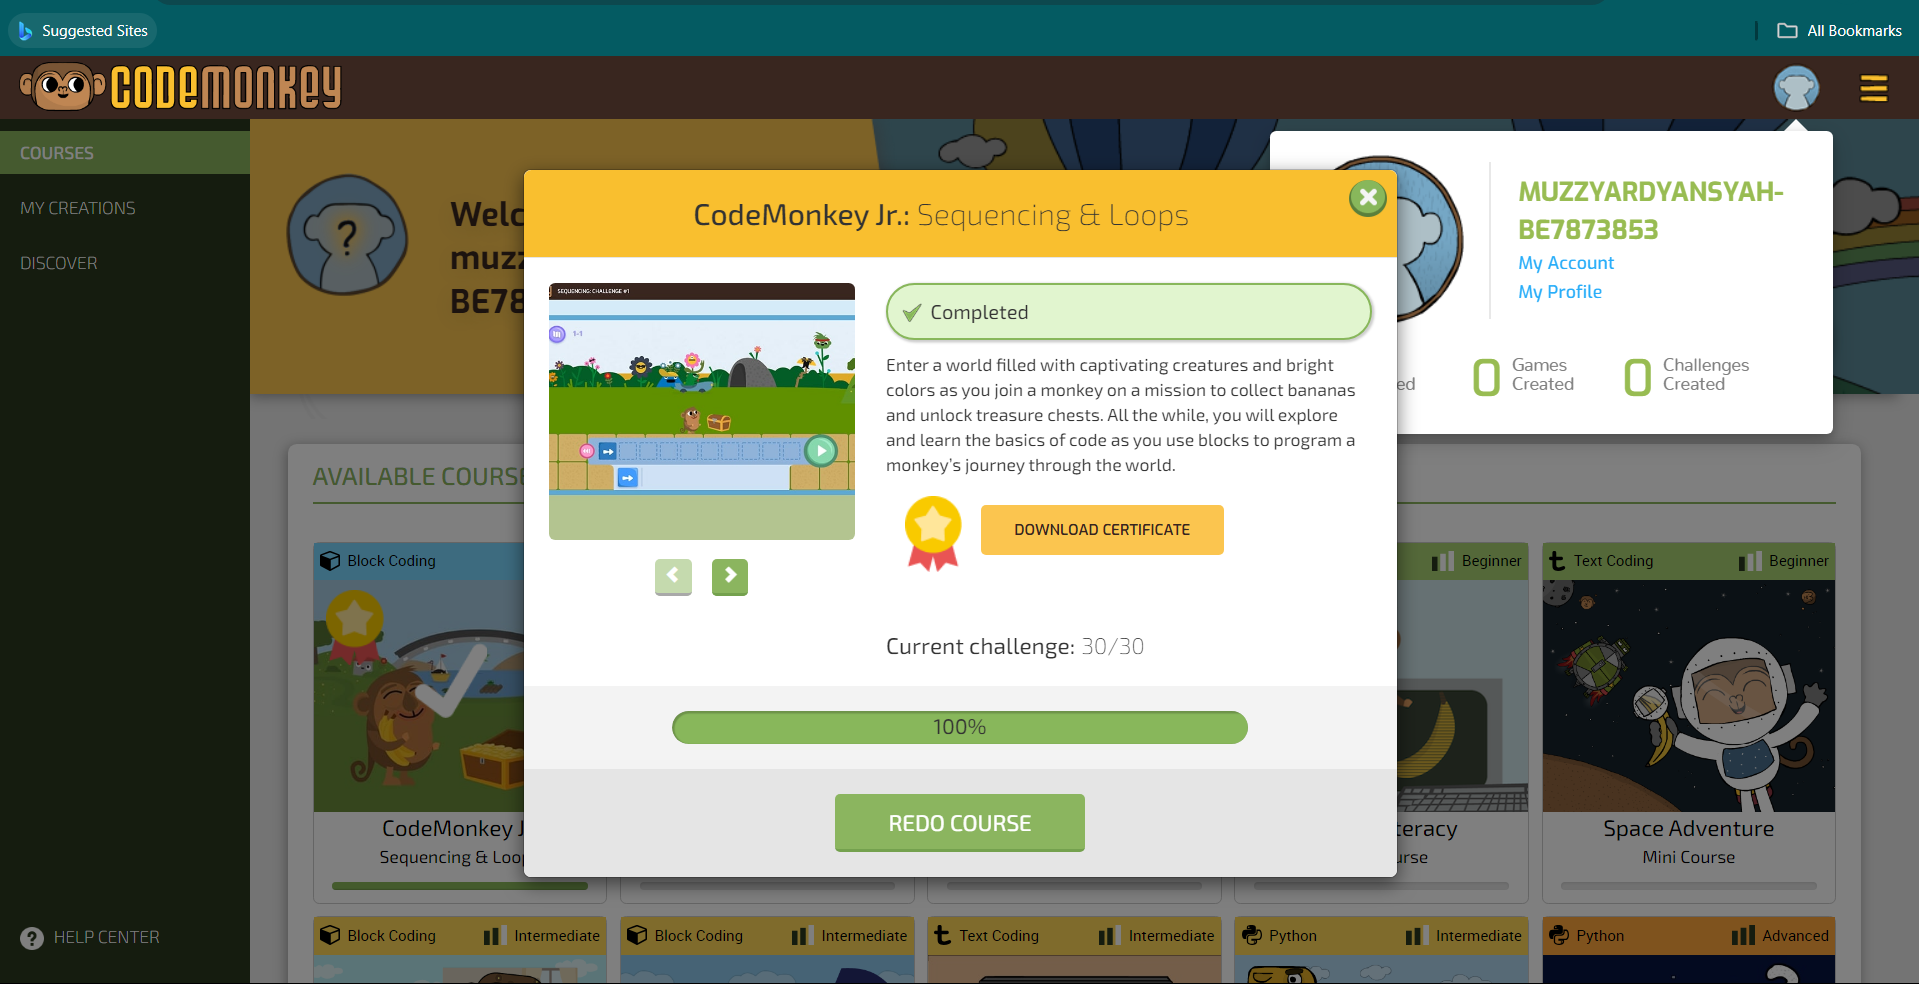 Suggested Sites
All Bookmarks
CODEMONKEY
COURSES
MY CREATIONS
DISCOVER
HELP CENTER
?
Welc
muzz
BE78
MUZZYARDYANSYAH-
BE7873853
My Account
My Profile
ed
0 Games
Created
0 Challenges
Created
CodeMonkey Jr.: Sequencing & Loops
SEQUENCING: CHALLENGE #1
1-1
Completed
Enter a world filled with captivating creatures and bright
colors as you join a monkey on a mission to collect bananas
and unlock treasure chests. All the while, you will explore
and learn the basics of code as you use blocks to program a
monkey's journey through the world.
DOWNLOAD CERTIFICATE
Current challenge: 30/30
100%
REDO COURSE
AVAILABLE COURSE
Block Coding
CodeMonkey J
Sequencing & Loop
Beginner
eracy
urse
t Text Coding Beginner
Space Adventure
Mini Course
Block Coding Intermediate
Block Coding Intermediate
t Text Coding Intermediate
Python Intermediate
Python Advanced